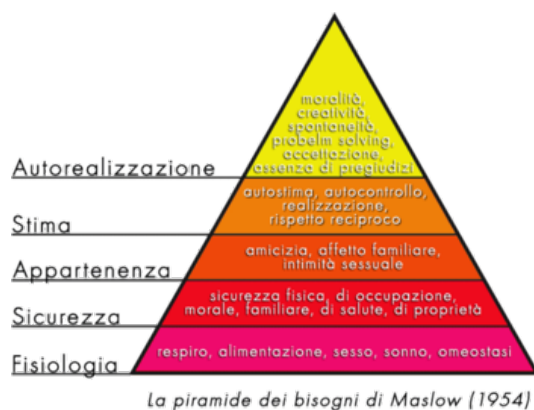 moralità,
creatività,
spontaneità,
probelm solving,
accettazione,
assenza di pregiudizi
Autorealizzazione
autostima, autocontrollo,
realizzazione,
rispetto reciproco
Stima
amicizia, affetto familiare,
intimità sessuale
Appartenenza
sicurezza fisica, di occupazione,
morale, familiare, di salute, di proprietà
Sicurezza
respiro, alimentazione, sesso, sonno, omeostasi
Fisiologia
La piramide dei bisogni di Maslow (1954)